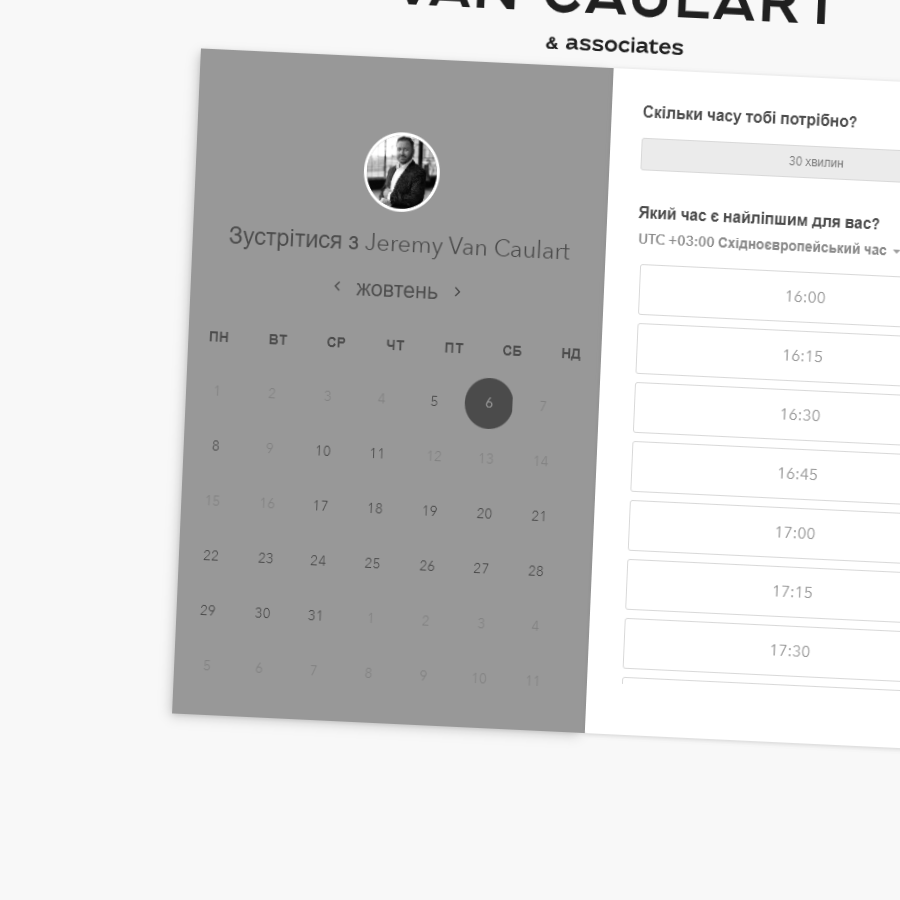 VAN CAULART
& associates
Зустрітися з Jeremy Van Caulart
жовтень
ПН ВТ СР ЧТ ПТ СБ НД
1 2 3 4 5 6 7
8 9 10 11 12 13 14
15 16 17 18 19 20 21
22 23 24 25 26 27 28
29 30 31 1 2 3 4
5 6 7 8 9 10 11
Скільки часу тобі потрібно?
30 хвилин
Який час є найліпшим для вас?
UTC +03:00 Східноєвропейський час
16:00
16:15
16:30
16:45
17:00
17:15
17:30